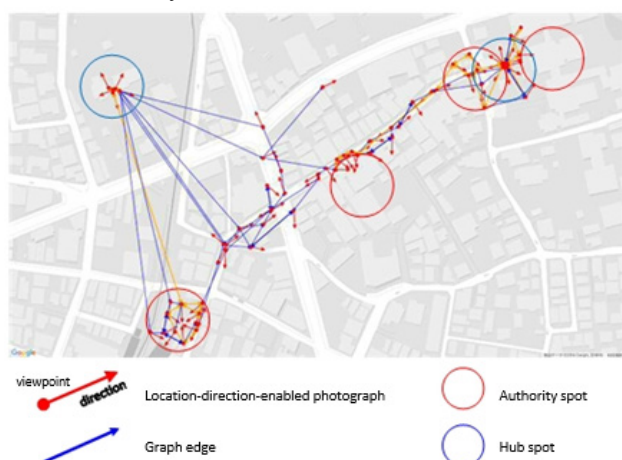 Google
viewpoint
direction
Location-direction-enabled photograph
Authority spot
Graph edge
Hub spot